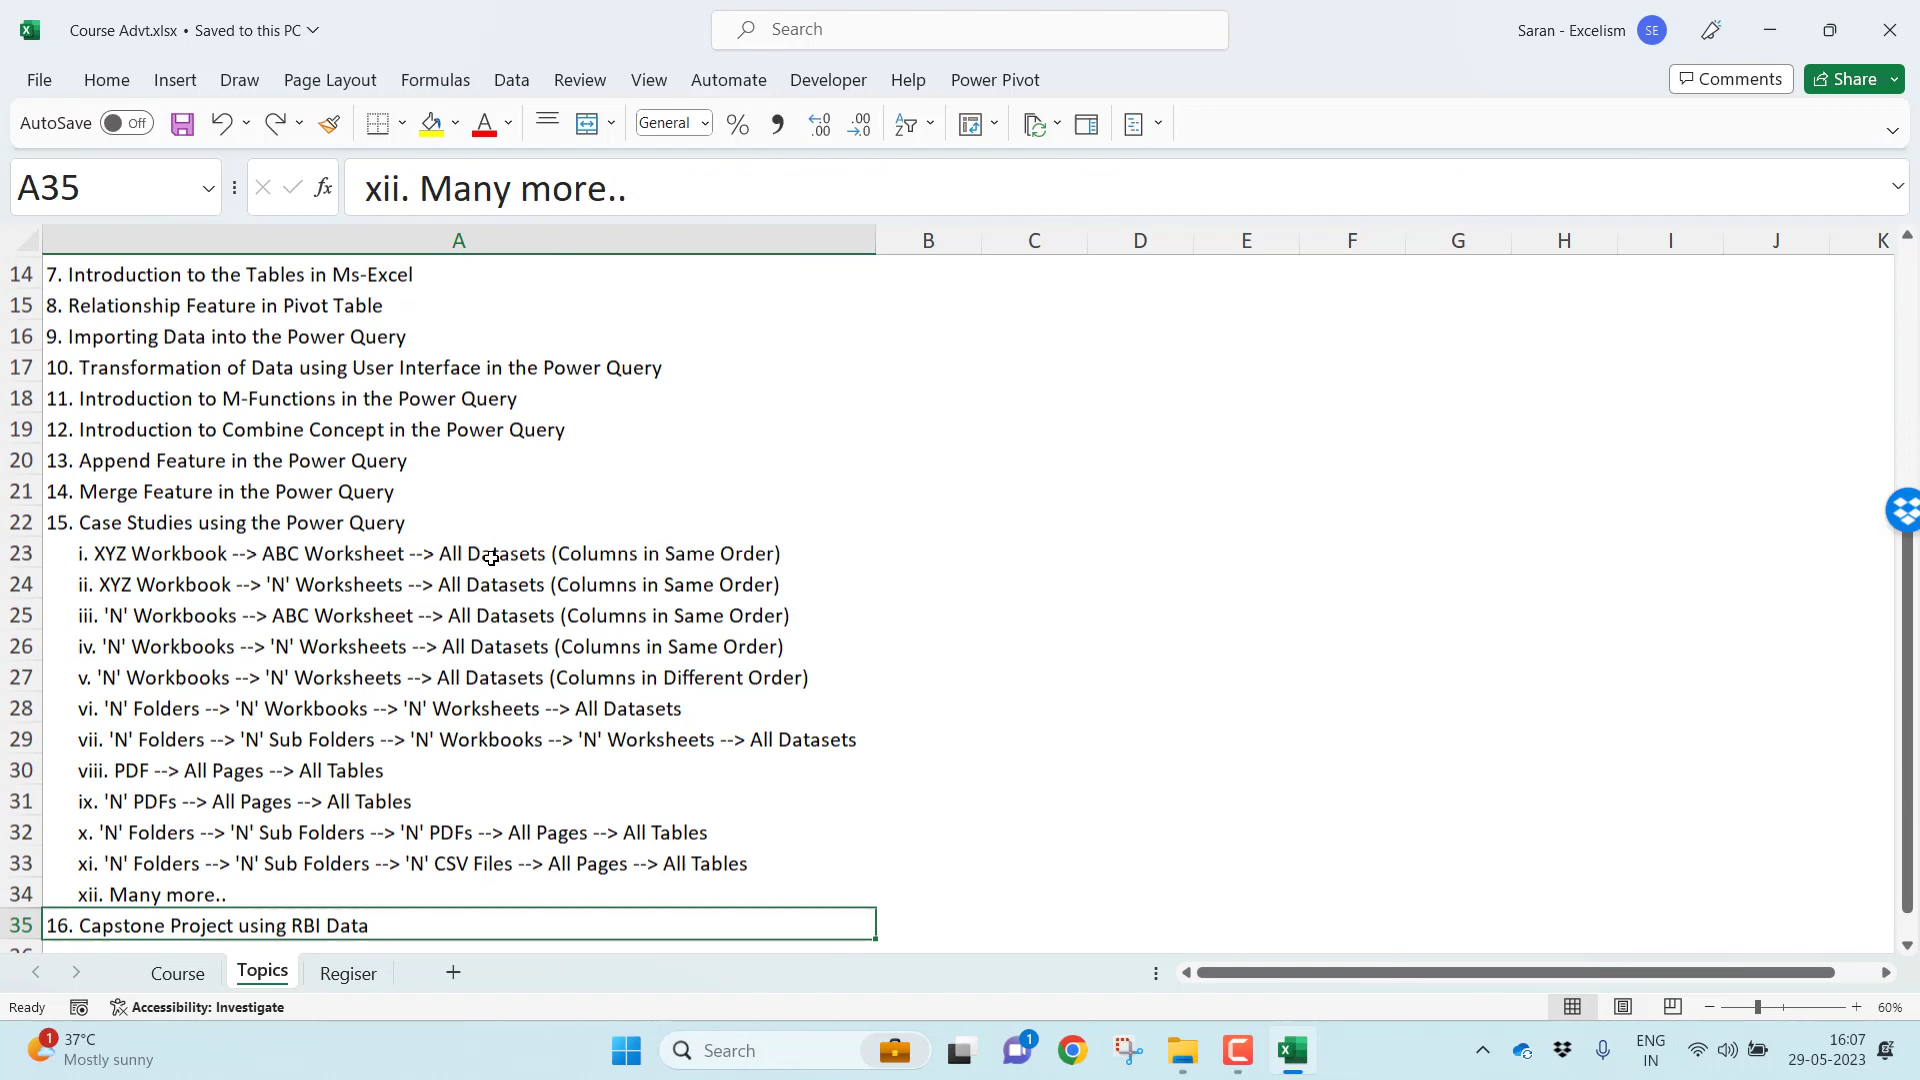 Course Advt.xlsx • Saved to this PC
Search
Saran - Excelism
SE
File Home Insert Draw Page Layout Formulas Data Review View Automate Developer Help Power Pivot
Comments
Share
AutoSave Off
General
A35
fx
xii. Many more..
A B C D E F G H I J K
14 7. Introduction to the Tables in Ms-Excel
15 8. Relationship Feature in Pivot Table
16 9. Importing Data into the Power Query
17 10. Transformation of Data using User Interface in the Power Query
18 11. Introduction to M-Functions in the Power Query
19 12. Introduction to Combine Concept in the Power Query
20 13. Append Feature in the Power Query
21 14. Merge Feature in the Power Query
22 15. Case Studies using the Power Query
23 i. XYZ Workbook --> ABC Worksheet --> All Datasets (Columns in Same Order)
24 ii. XYZ Workbook --> 'N' Worksheets --> All Datasets (Columns in Same Order)
25 iii. 'N' Workbooks --> ABC Worksheet --> All Datasets (Columns in Same Order)
26 iv. 'N' Workbooks --> 'N' Worksheets --> All Datasets (Columns in Same Order)
27 v. 'N' Workbooks --> 'N' Worksheets --> All Datasets (Columns in Different Order)
28 vi. 'N' Folders --> 'N' Workbooks --> 'N' Worksheets --> All Datasets
29 vii. 'N' Folders --> 'N' Sub Folders --> 'N' Workbooks --> 'N' Worksheets --> All Datasets
30 viii. PDF --> All Pages --> All Tables
31 ix. 'N' PDFs --> All Pages --> All Tables
32 x. 'N' Folders --> 'N' Sub Folders --> 'N' PDFs --> All Pages --> All Tables
33 xi. 'N' Folders --> 'N' Sub Folders --> 'N' CSV Files --> All Pages --> All Tables
34 xii. Many more..
35 16. Capstone Project using RBI Data
Course Topics Regiser
Ready
Accessibility: Investigate
60%
1
37°C
Mostly sunny
Search
1
ENG
IN
16:07
29-05-2023